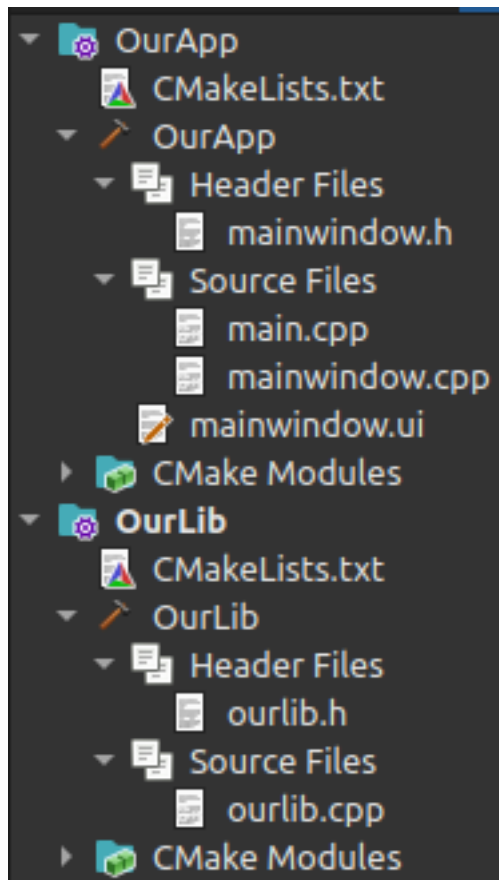 OurApp
CMakeLists.txt
OurApp
Header Files
mainwindow.h
Source Files
main.cpp
mainwindow.cpp
mainwindow.ui
CMake Modules
OurLib
CMakeLists.txt
OurLib
Header Files
ourlib.h
Source Files
ourlib.cpp
CMake Modules